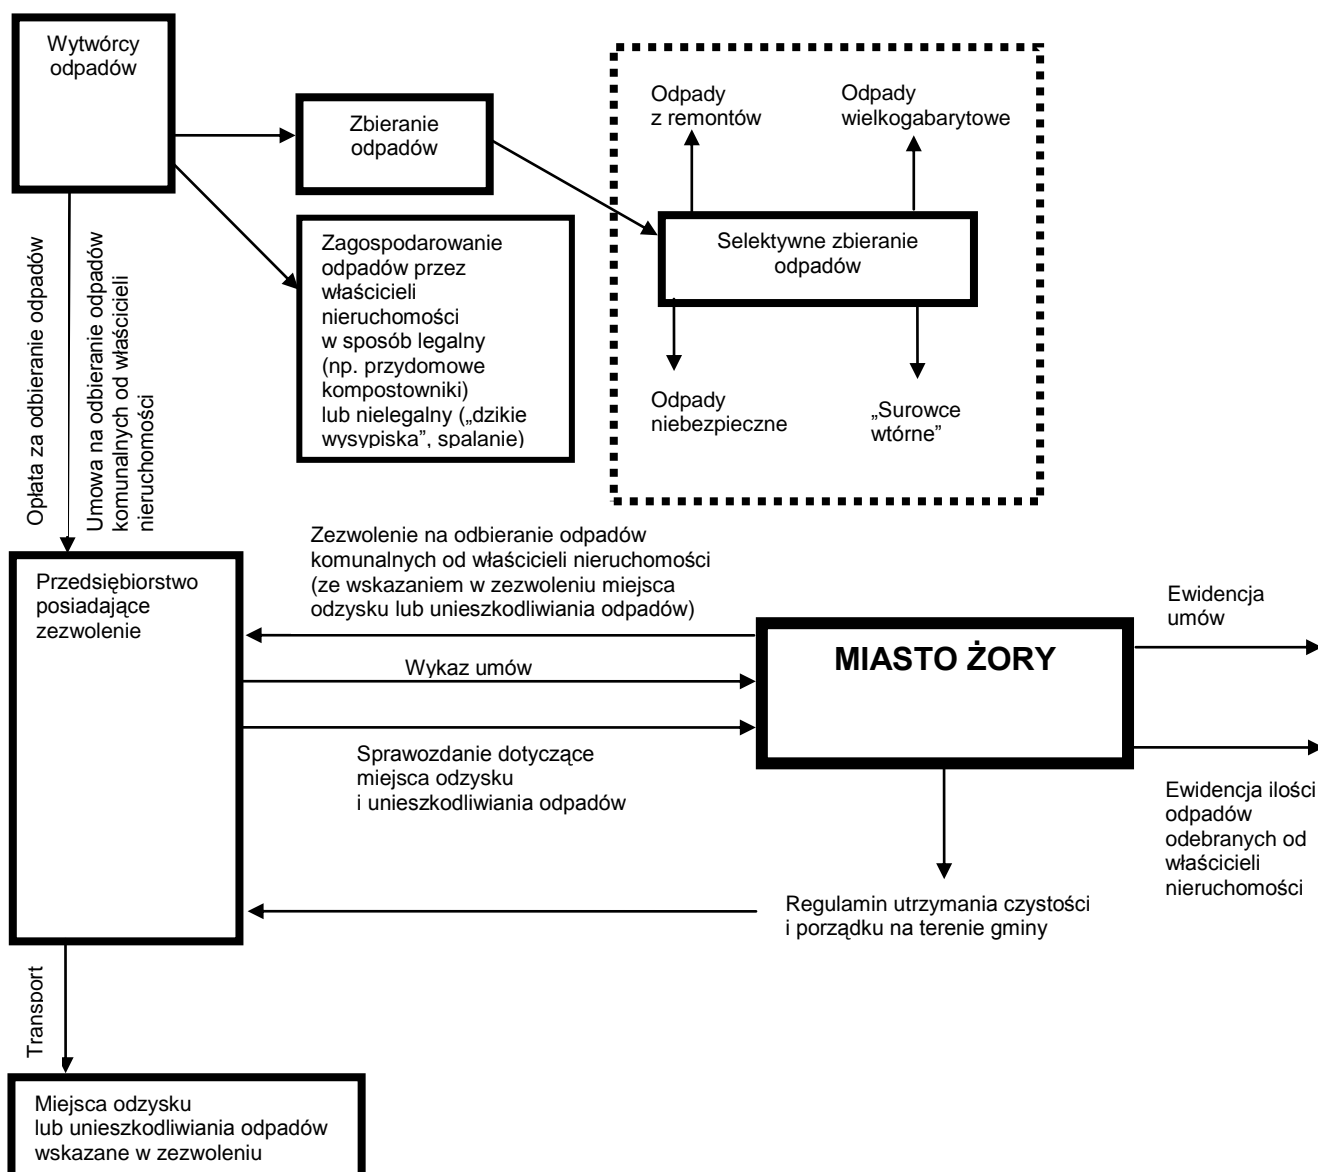 Wytwórcy
odpadów
Zbieranie
odpadów
Odpady
z remontów
Odpady
wielkogabarytowe
Selektywne zbieranie
odpadów
Odpady
niebezpieczne
„Surowce
wtórne”
Zagospodarowanie
odpadów przez
właścicieli
nieruchomości
w sposób legalny
(np. przydomowe
kompostowniki)
lub nielegalny („dzikie
wysypiska”, spalanie)
Opłata za odbieranie odpadów
Umowa na odbieranie odpadów
komunalnych od właścicieli
nieruchomości
Zezwolenie na odbieranie odpadów
komunalnych od właścicieli nieruchomości
(ze wskazaniem w zezwoleniu miejsca
odzysku lub unieszkodliwiania odpadów)
Przedsiębiorstwo
posiadające
zezwolenie
Wykaz umów
MIASTO ŻORY
Ewidencja
umów
Sprawozdanie dotyczące
miejsca odzysku
i unieszkodliwiania odpadów
Ewidencja ilości
odpadów
odebranych od
właścicieli
nieruchomości
Regulamin utrzymania czystości
i porządku na terenie gminy
Transport
Miejsca odzysku
lub unieszkodliwiania odpadów
wskazane w zezwoleniu